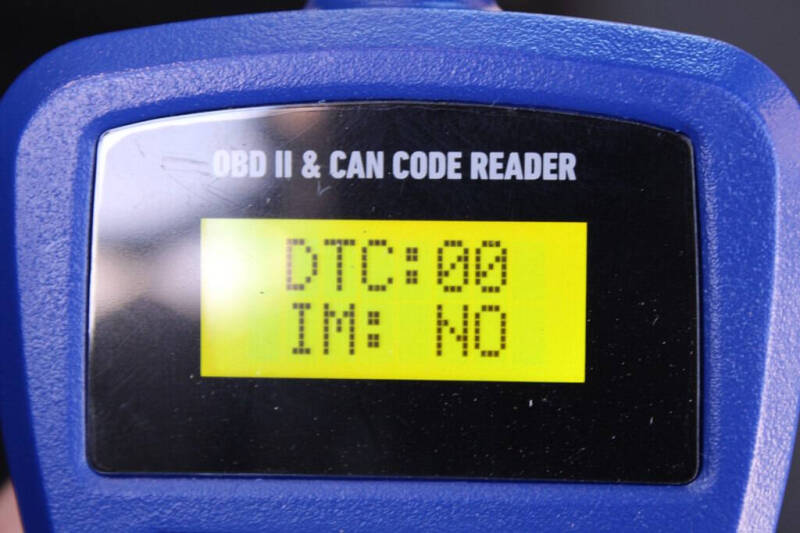 OBD II & CAN CODE READER
DTC:00
IM: NO